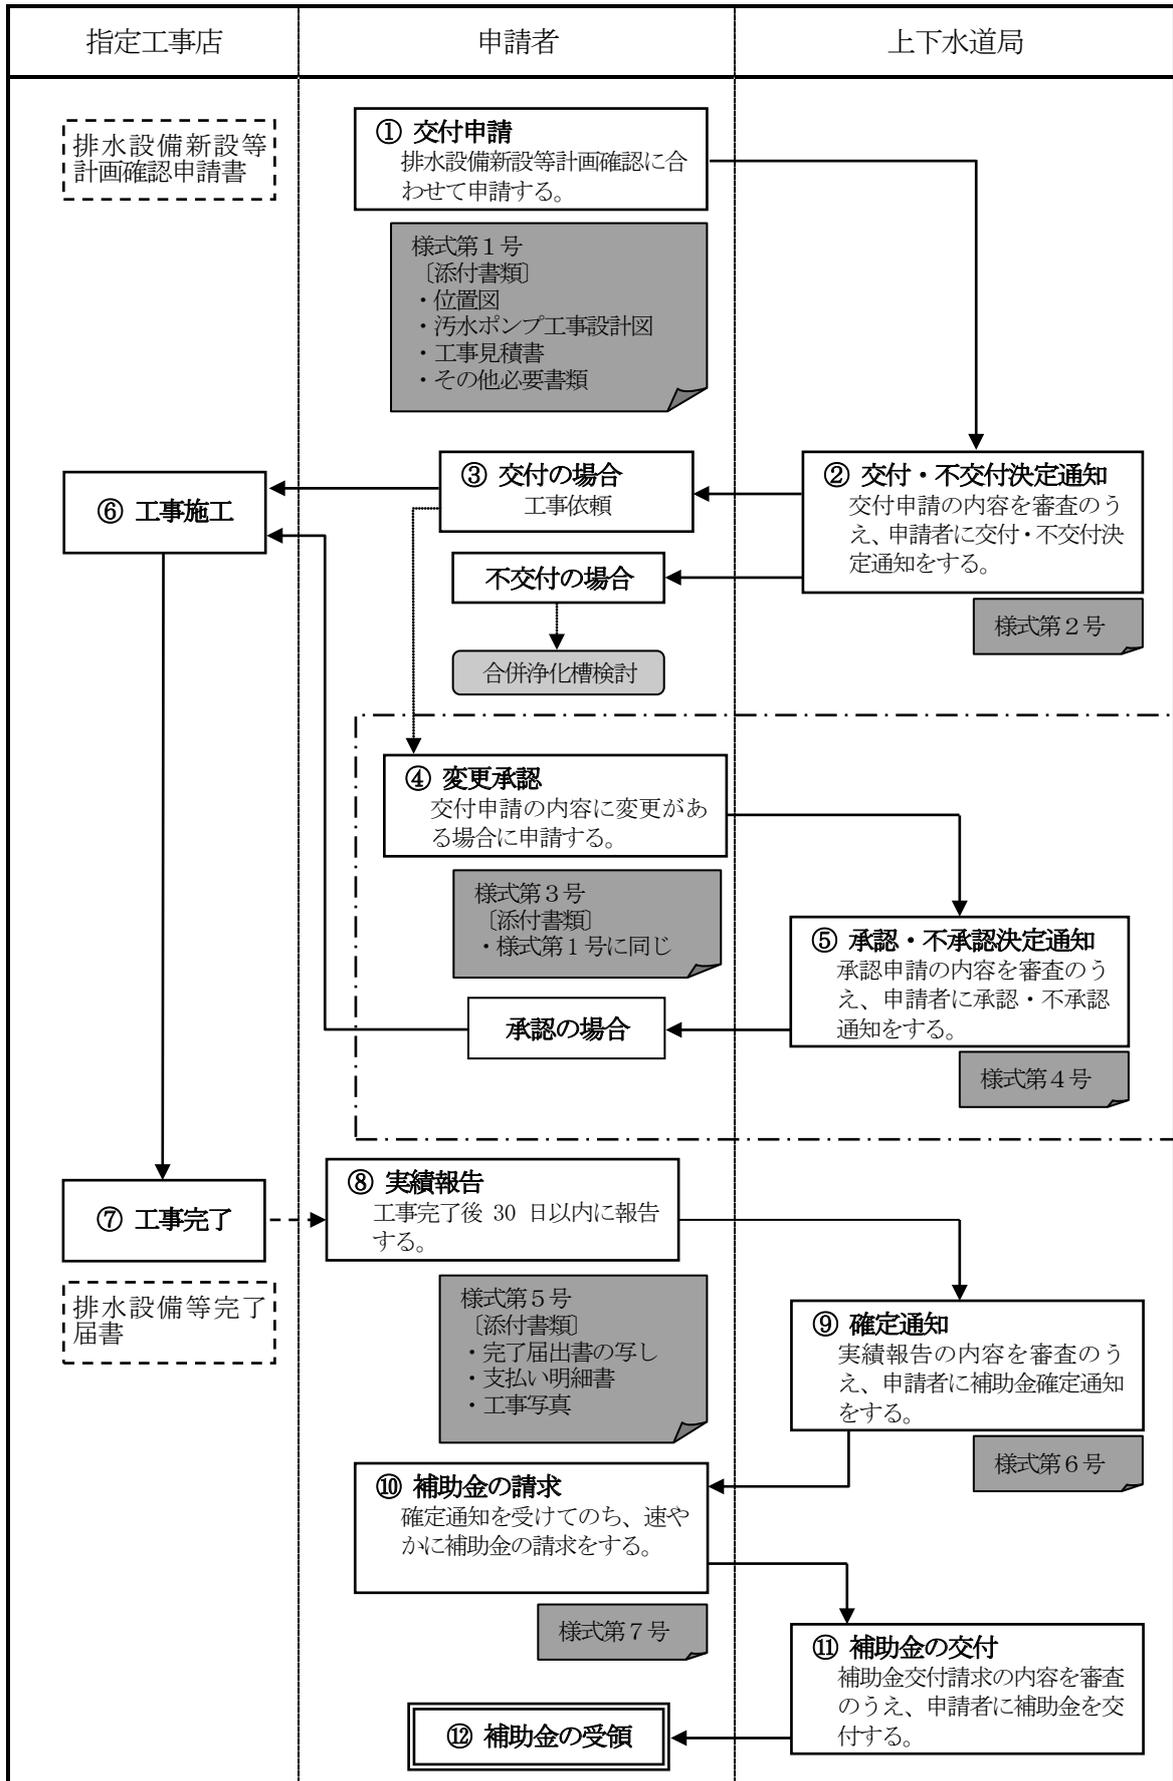 指定工事店
申請者
上下水道局
排水設備新設等
計画確認申請書
① 交付申請
排水設備新設等計画確認に合
わせて申請する。
様式第1号
〔添付書類〕
・位置図
・汚水ポンプ工事設計図
・工事見積書
・その他必要書類
② 交付・不交付決定通知
交付申請の内容を審査のう
え、申請者に交付・不交付決
定通知をする。
様式第2号
③ 交付の場合
工事依頼
不交付の場合
合併浄化槽検討
⑥ 工事施工
④ 変更承認
交付申請の内容に変更があ
る場合に申請する。
様式第3号
〔添付書類〕
・様式第1号に同じ
⑤ 承認・不承認決定通知
承認申請の内容を審査のう
え、申請者に承認・不承認
通知をする。
様式第4号
承認の場合
⑦ 工事完了
排水設備等完了
届書
⑧ 実績報告
工事完了後 30 日以内に報告
する。
様式第5号
〔添付書類〕
・完了届出書の写し
・支払い明細書
・工事写真
⑨ 確定通知
実績報告の内容を審査のう
え、申請者に補助金確定通知
をする。
様式第6号
⑩ 補助金の請求
確定通知を受けてのち、速や
かに補助金の請求をする。
様式第7号
⑪ 補助金の交付
補助金交付請求の内容を審査
のうえ、申請者に補助金を交
付する。
⑫ 補助金の受領